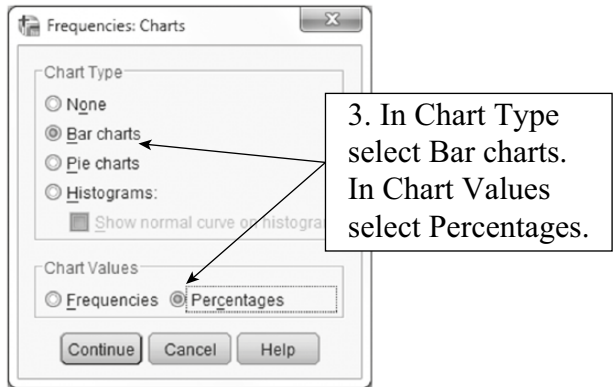 Frequencies: Charts
Chart Type
None
Bar charts
Pie charts
Histograms:
Show normal curve on histogra
Chart Values
Frequencies Percentages
Continue Cancel Help
3. In Chart Type
select Bar charts.
In Chart Values
select Percentages.